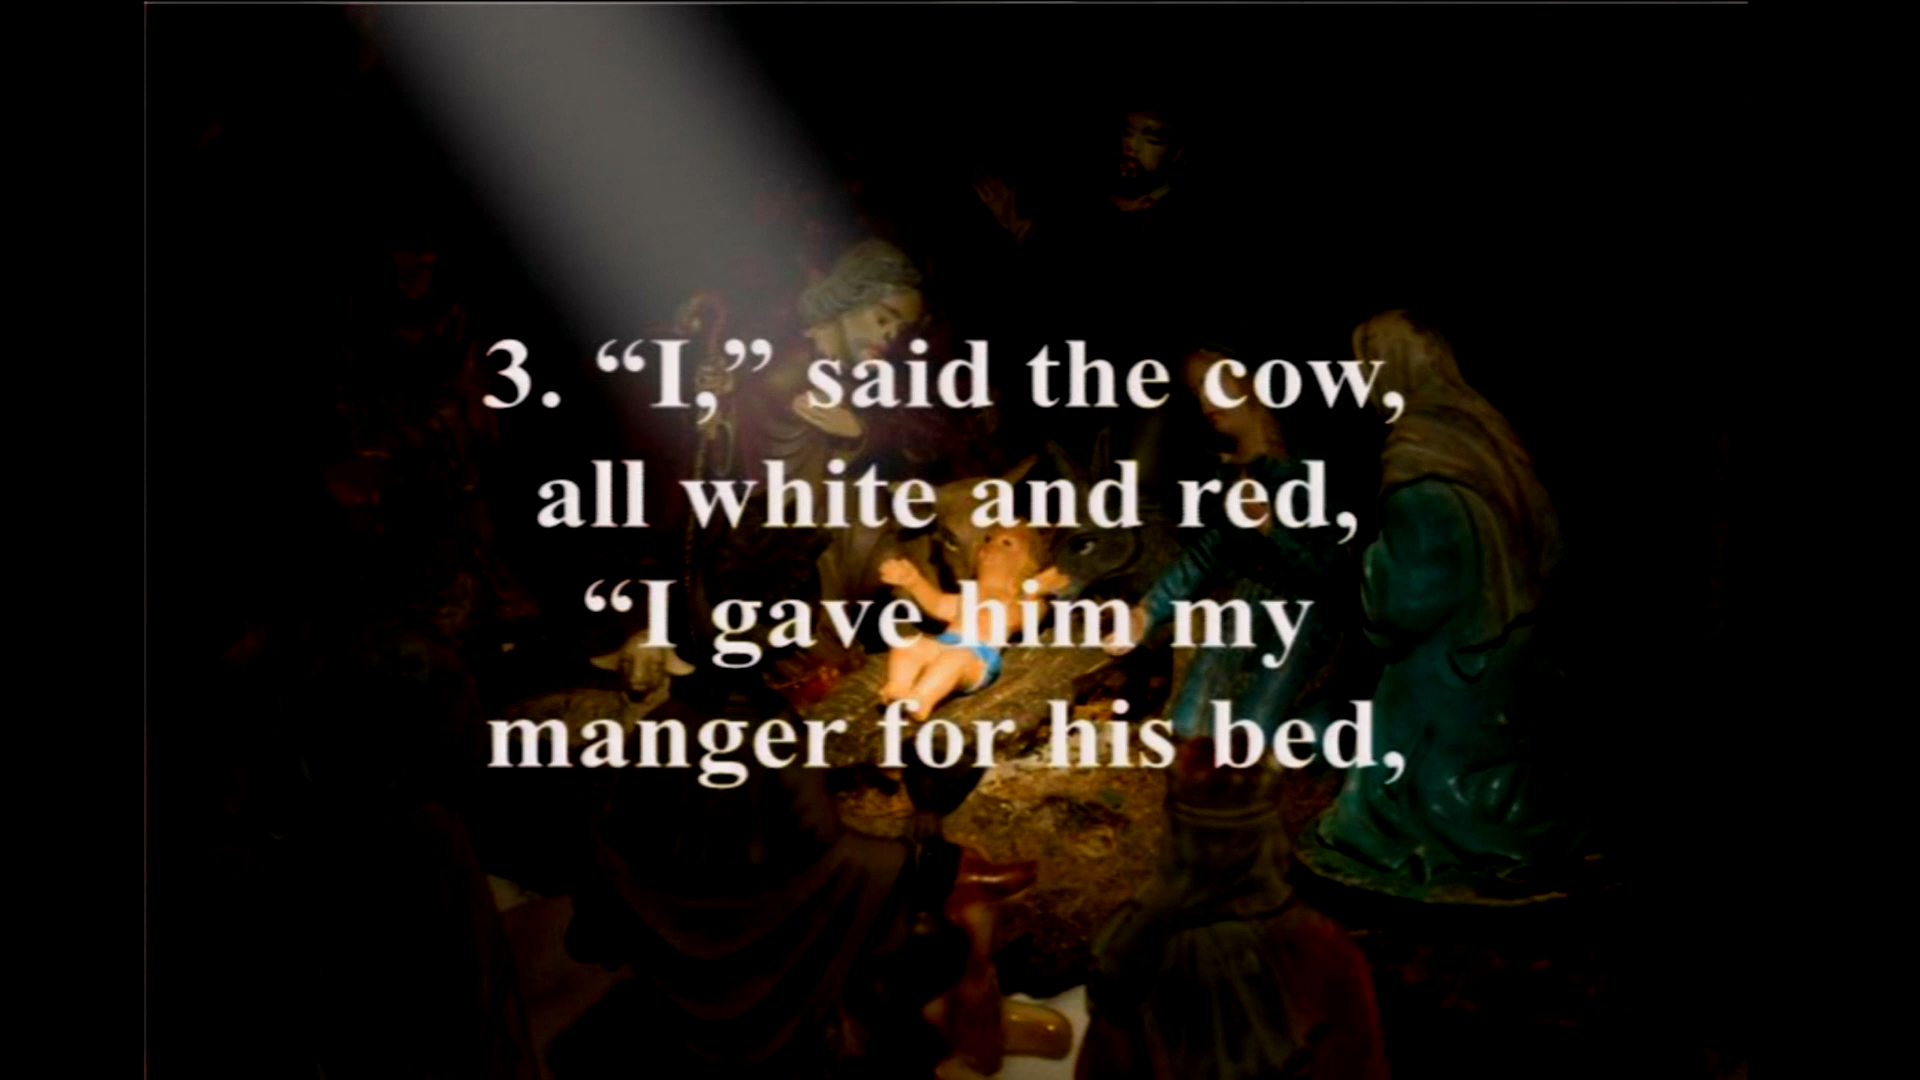 3. “I,” said the cow,
all white and red,
“I gave him my
manger for his bed,